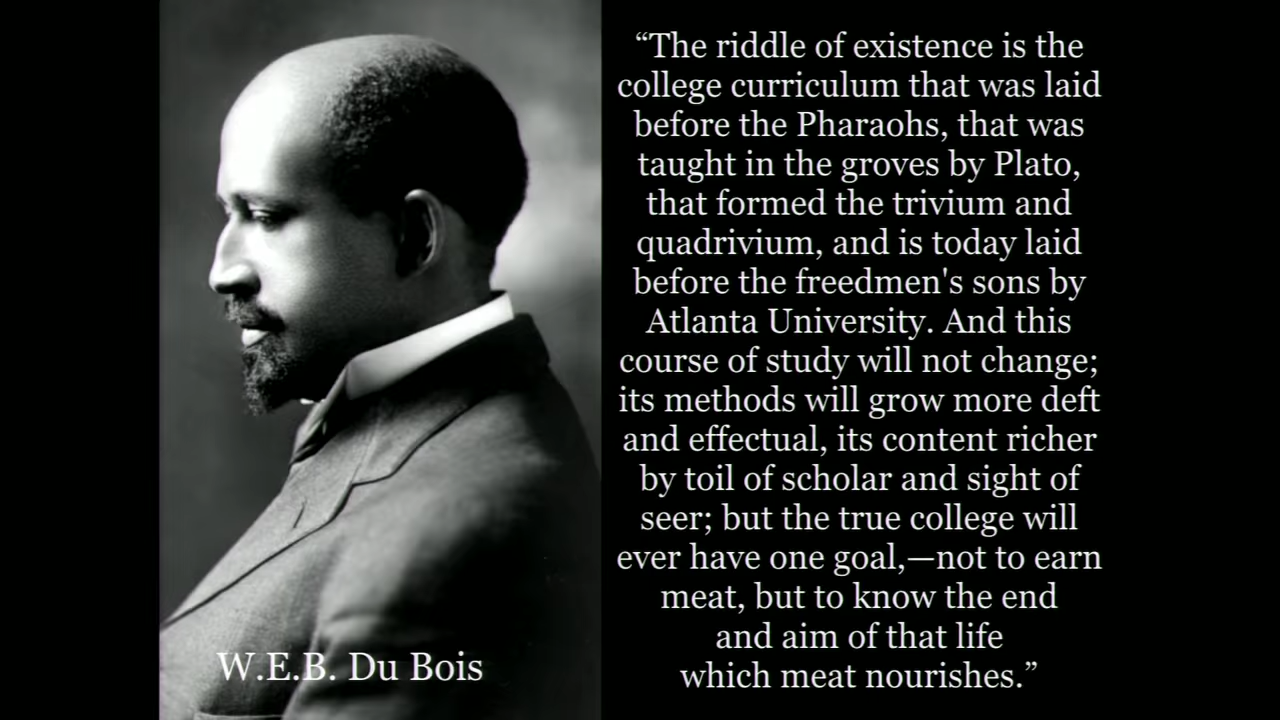 “The riddle of existence is the
college curriculum that was laid
before the Pharaohs, that was
taught in the groves by Plato,
that formed the trivium and
quadrivium, and is today laid
before the freedmen's sons by
Atlanta University. And this
course of study will not change;
its methods will grow more deft
and effectual, its content richer
by toil of scholar and sight of
seer; but the true college will
ever have one goal,—not to earn
meat, but to know the end
and aim of that life
which meat nourishes.”
W.E.B. Du Bois